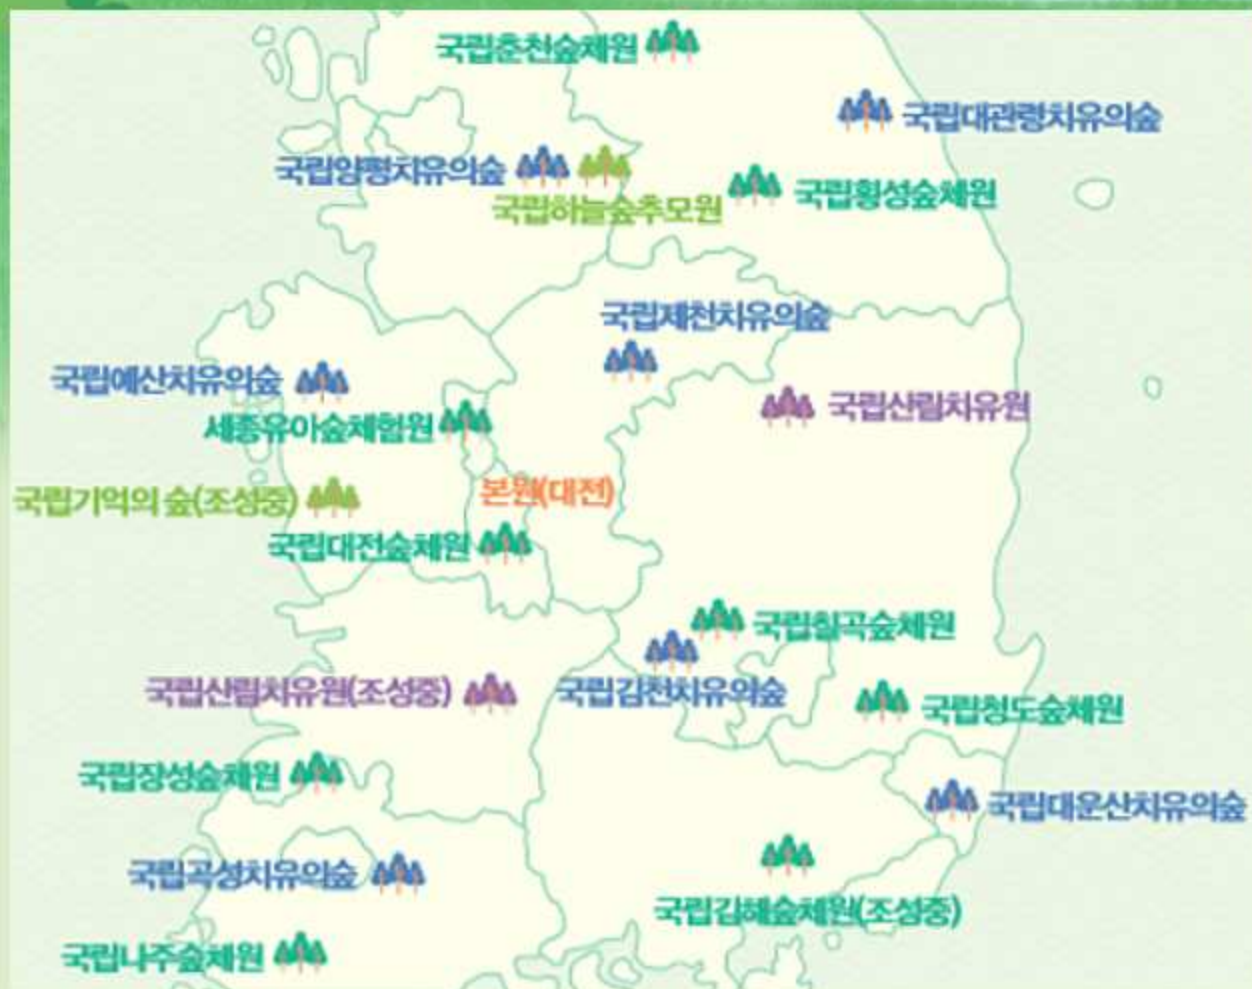 국립춘천숲체원
국립대관령치유의숲
국립양평치유의숲
국립횡성숲체원
국립하늘숲추모원
국립제천치유의숲
국립예산치유의숲
국립산림치유원
세종유아숲체험원
본원(대전)
국립기억의 숲(조성중)
국립대전숲체원
국립칠곡숲체원
국립산림치유원(조성중)
국립김천치유의숲
국립청도숲체원
국립장성숲체원
국립대운산치유의숲
국립곡성치유의숲
국립김해숲체원(조성중)
국립나주숲체원